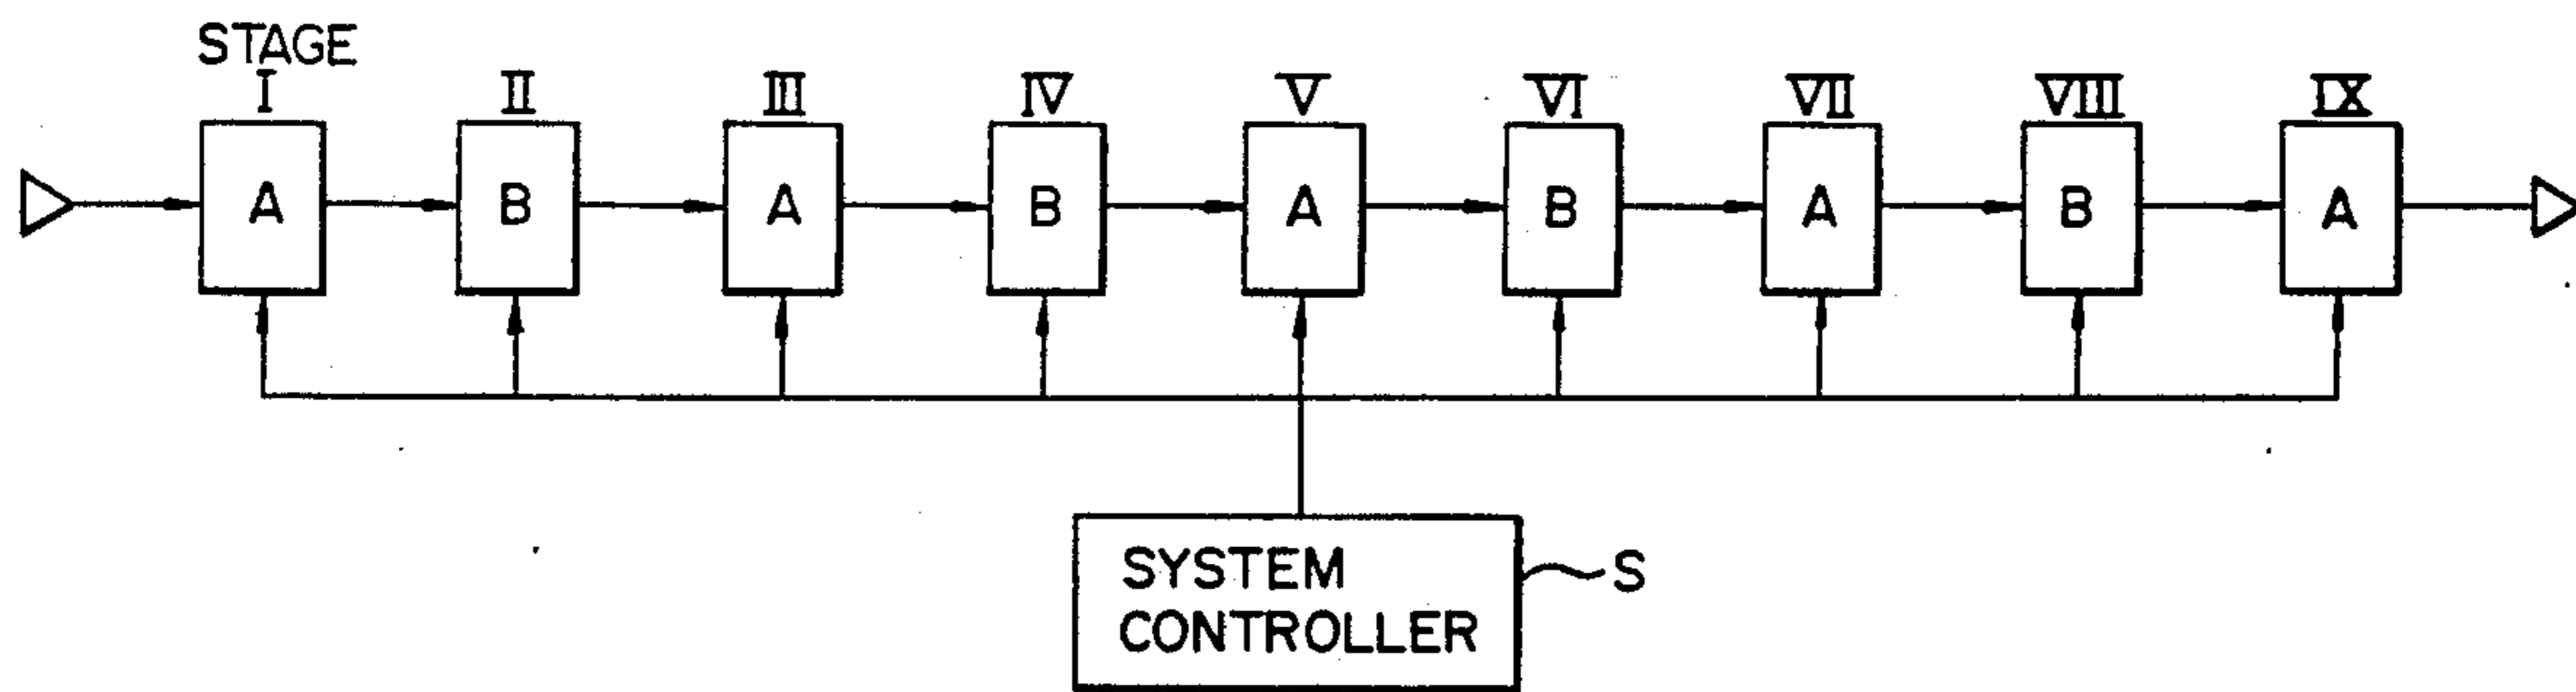 STAGE
I II III IV V VI VII VIII IX
A B A B A B A B A
SYSTEM
CONTROLLER
S